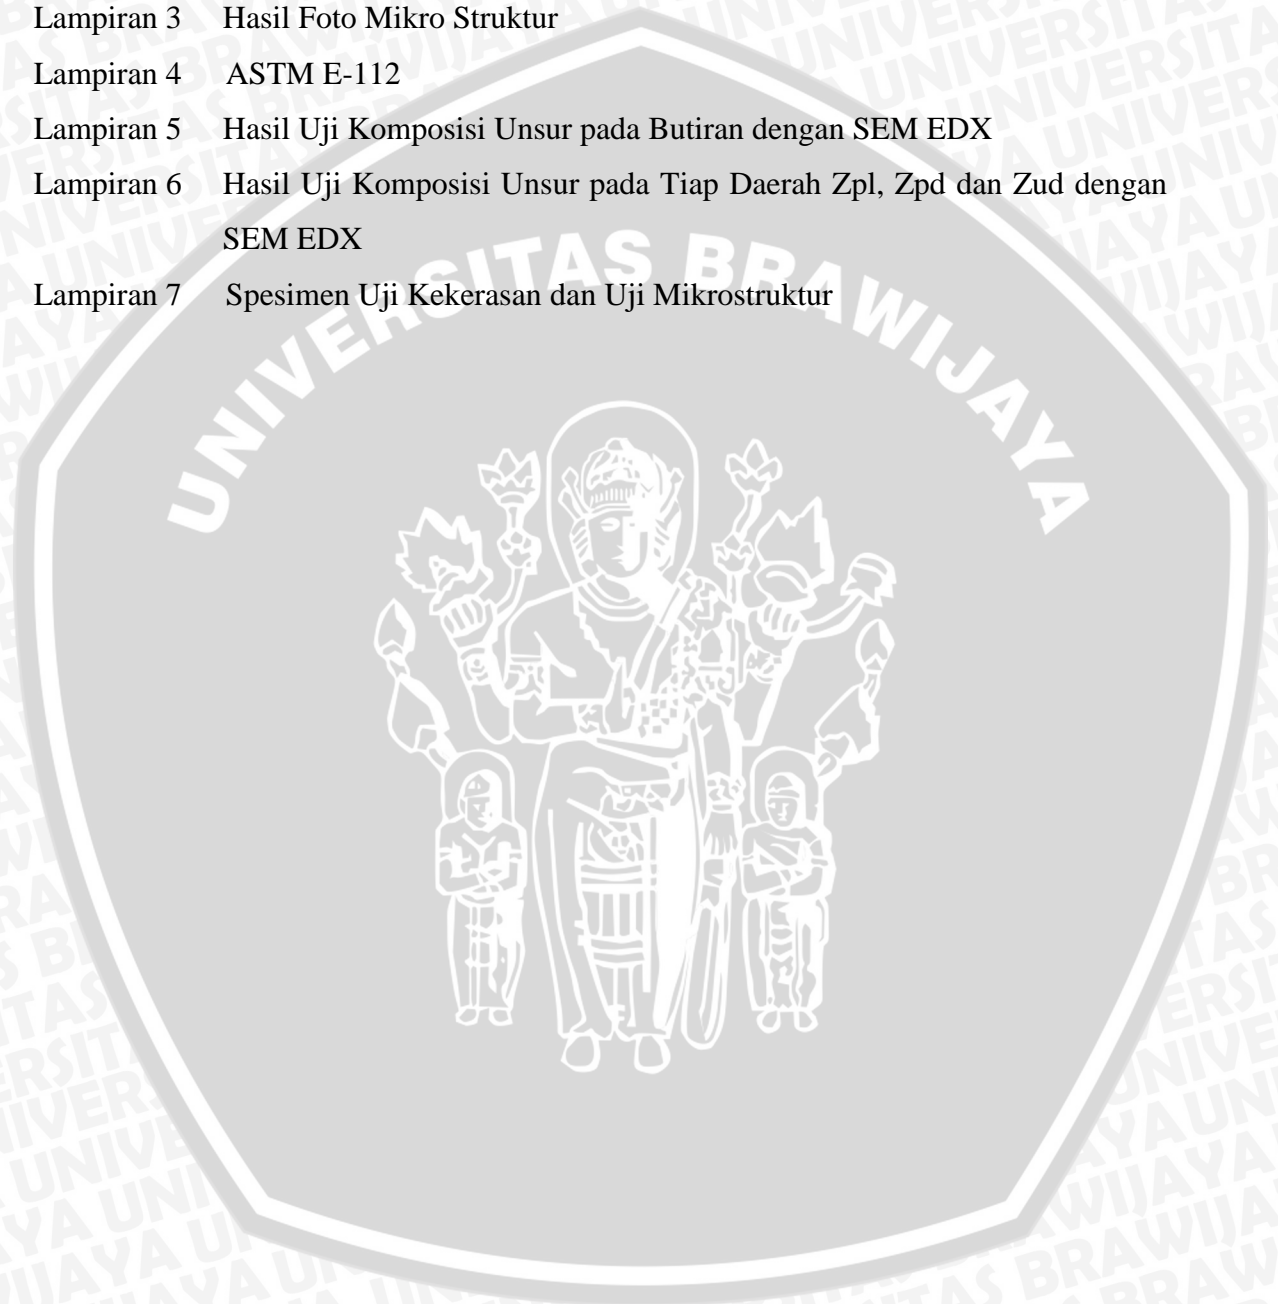 Lampiran 3 Hasil Foto Mikro Struktur
Lampiran 4 ASTM E-112
Lampiran 5 Hasil Uji Komposisi Unsur pada Butiran dengan SEM EDX
Lampiran 6 Hasil Uji Komposisi Unsur pada Tiap Daerah Zpl, Zpd dan Zud dengan
SEM EDX
Lampiran 7 Spesimen Uji Kekerasan dan Uji Mikrostruktur
UNIVERSITAS BRAWIJAYA